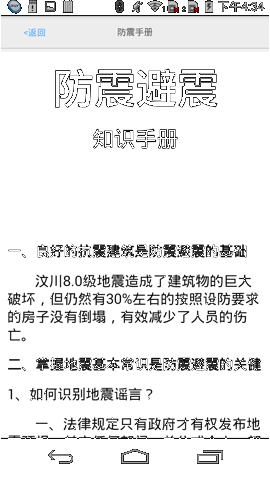 下午4:34
<返回
防震手册
防震避震
知识手册
一、良好的抗震建筑是防震避震的基础
汶川8.0级地震造成了建筑物的巨大
破坏，但仍然有30%左右的按照设防要求
的房子没有倒塌，有效减少了人员的伤
亡。
二、掌握地震基本常识是防震避震的关键
1、如何识别地震谣言？
一、法律规定只有政府才有权发布地